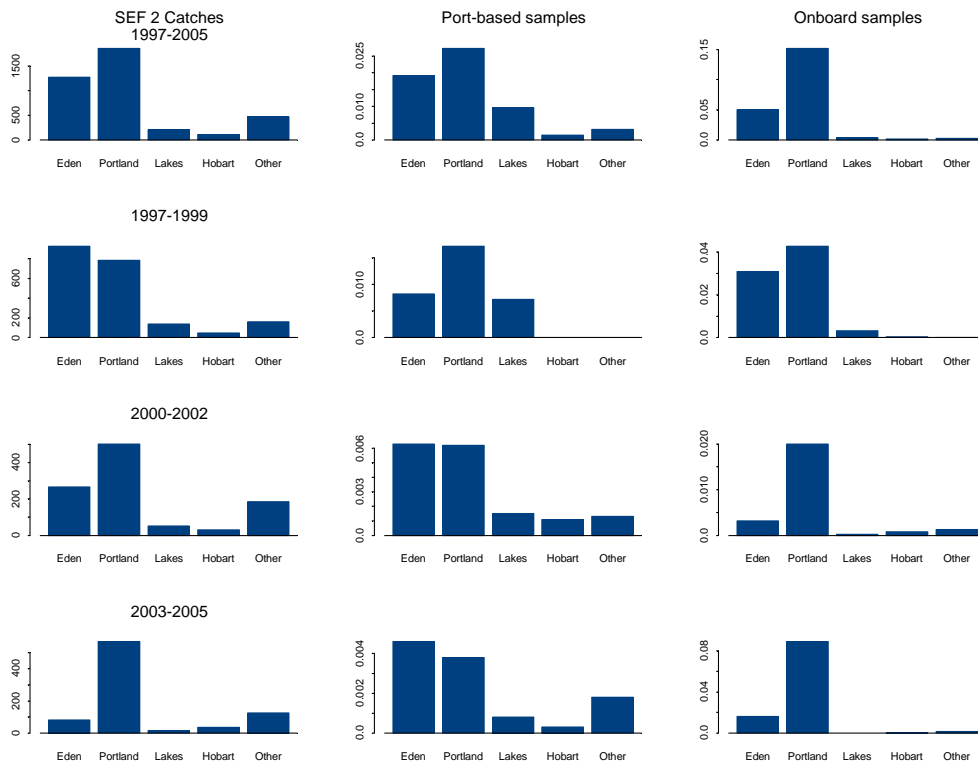 SEF 2 Catches
1997-2005
Port-based samples
Onboard samples
0 500 1500
0.0 0.010 0.025
0.0 0.05 0.15
Eden Portland Lakes Hobart Other
Eden Portland Lakes Hobart Other
Eden Portland Lakes Hobart Other
1997-1999
0 200 600
0.0 0.010
0.0 0.02 0.04
Eden Portland Lakes Hobart Other
Eden Portland Lakes Hobart Other
Eden Portland Lakes Hobart Other
2000-2002
0 200 400
0.0 0.003 0.006
0.0 0.010 0.020
Eden Portland Lakes Hobart Other
Eden Portland Lakes Hobart Other
Eden Portland Lakes Hobart Other
2003-2005
0 200 400
0.0 0.002 0.004
0.0 0.04 0.08
Eden Portland Lakes Hobart Other
Eden Portland Lakes Hobart Other
Eden Portland Lakes Hobart Other